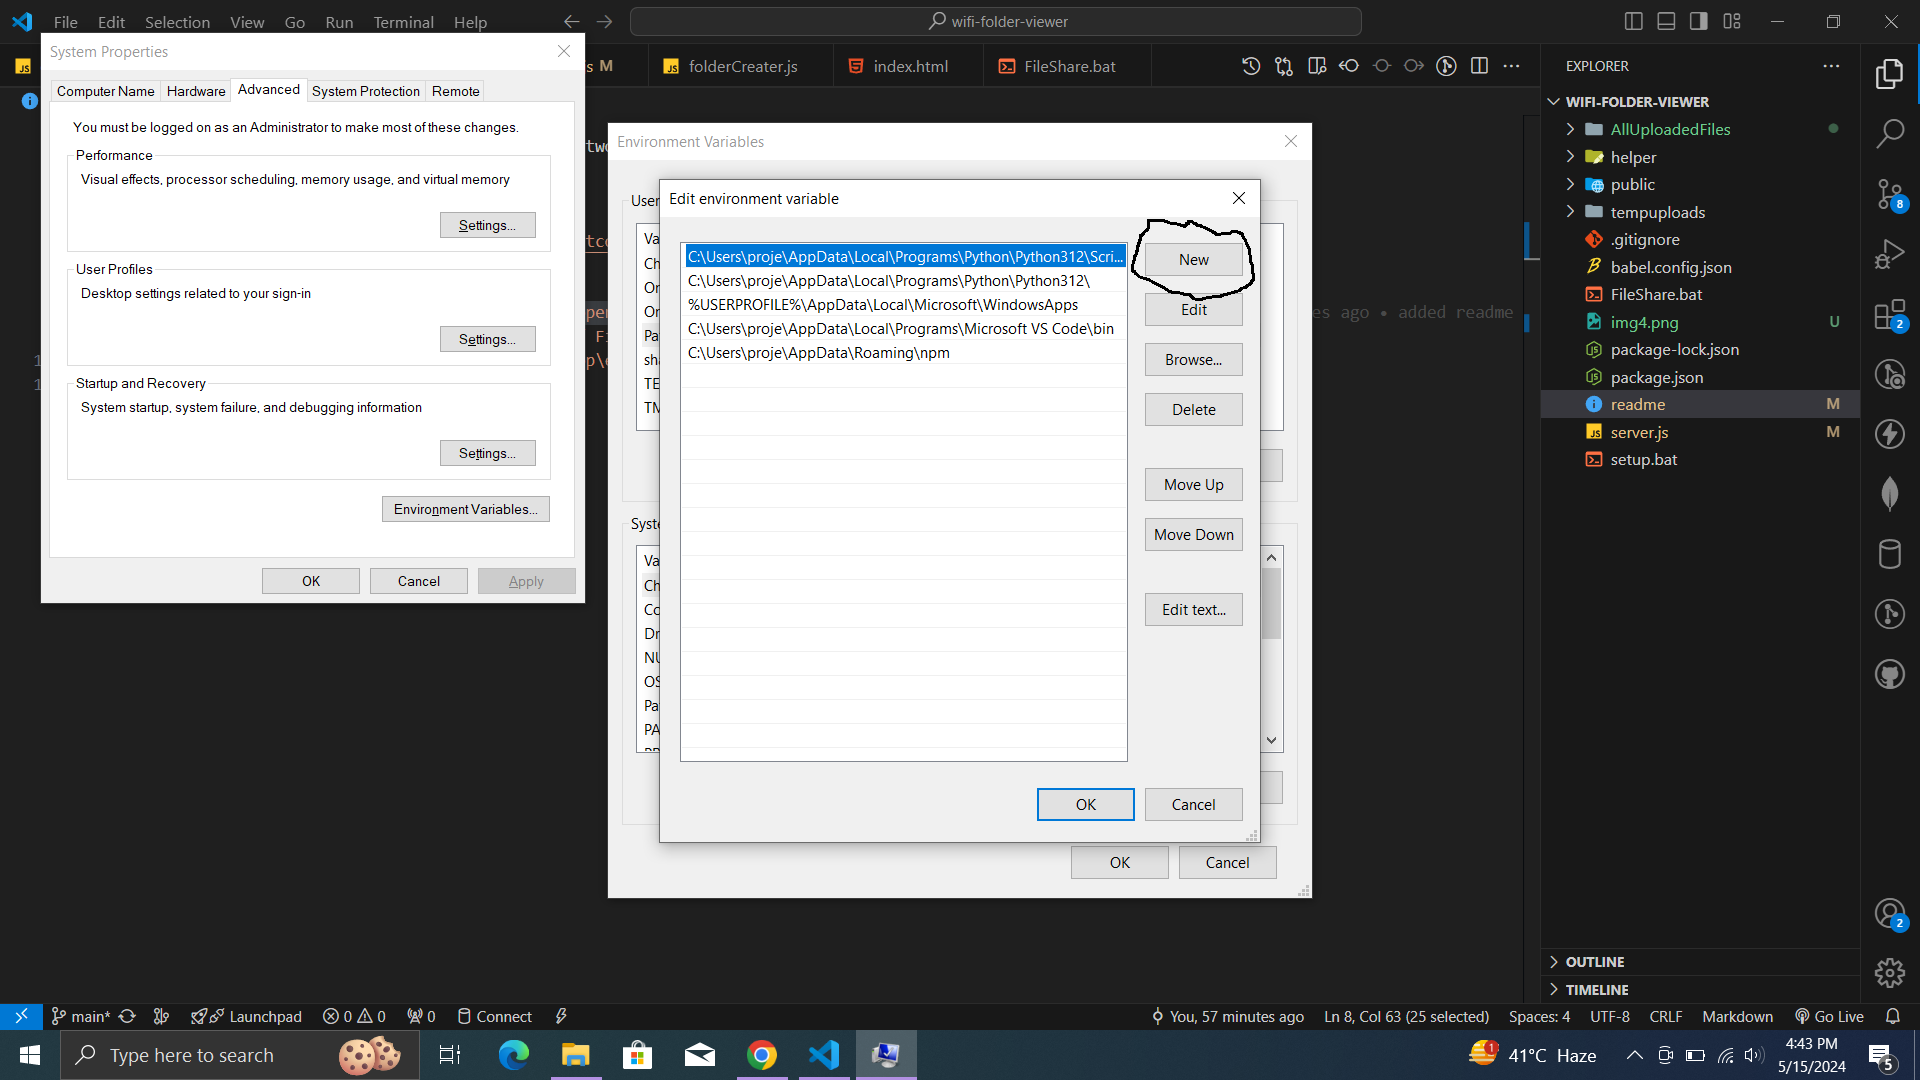 File Edit Selection View Go Run Terminal Help
wifi-folder-viewer
System Properties
Computer Name Hardware Advanced System Protection Remote
You must be logged on as an Administrator to make most of these changes.
Performance
Visual effects, processor scheduling, memory usage, and virtual memory
Settings...
User Profiles
Desktop settings related to your sign-in
Settings...
Startup and Recovery
System startup, system failure, and debugging information
Settings...
Environment Variables...
OK Cancel Apply
JS
s M
JS folderCreater.js
index.html
FileShare.bat
Environment Variables
User
Va
Ch
On
On
Pa
sh
TE
TM
Syste
Va
Ch
Co
Dr
NU
OS
Pa
PA
OK Cancel
Edit environment variable
C:\Users\proje\AppData\Local\Programs\Python\Python312\Scri...
C:\Users\proje\AppData\Local\Programs\Python\Python312\
%USERPROFILE%\AppData\Local\Microsoft\WindowsApps
C:\Users\proje\AppData\Local\Programs\Microsoft VS Code\bin
C:\Users\proje\AppData\Roaming\npm
New
Edit
Browse...
Delete
Move Up
Move Down
Edit text...
OK Cancel
es ago • added readme
EXPLORER
WIFI-FOLDER-VIEWER
AllUploadedFiles
helper
public
tempuploads
.gitignore
babel.config.json
FileShare.bat
img4.png U
package-lock.json
package.json
readme M
JS server.js M
setup.bat
OUTLINE
TIMELINE
8
2
2
main* Launchpad 0 0 0 Connect
You, 57 minutes ago Ln 8, Col 63 (25 selected) Spaces: 4 UTF-8 CRLF Markdown Go Live
Type here to search
1 41°C Haze
4:43 PM
5/15/2024
5